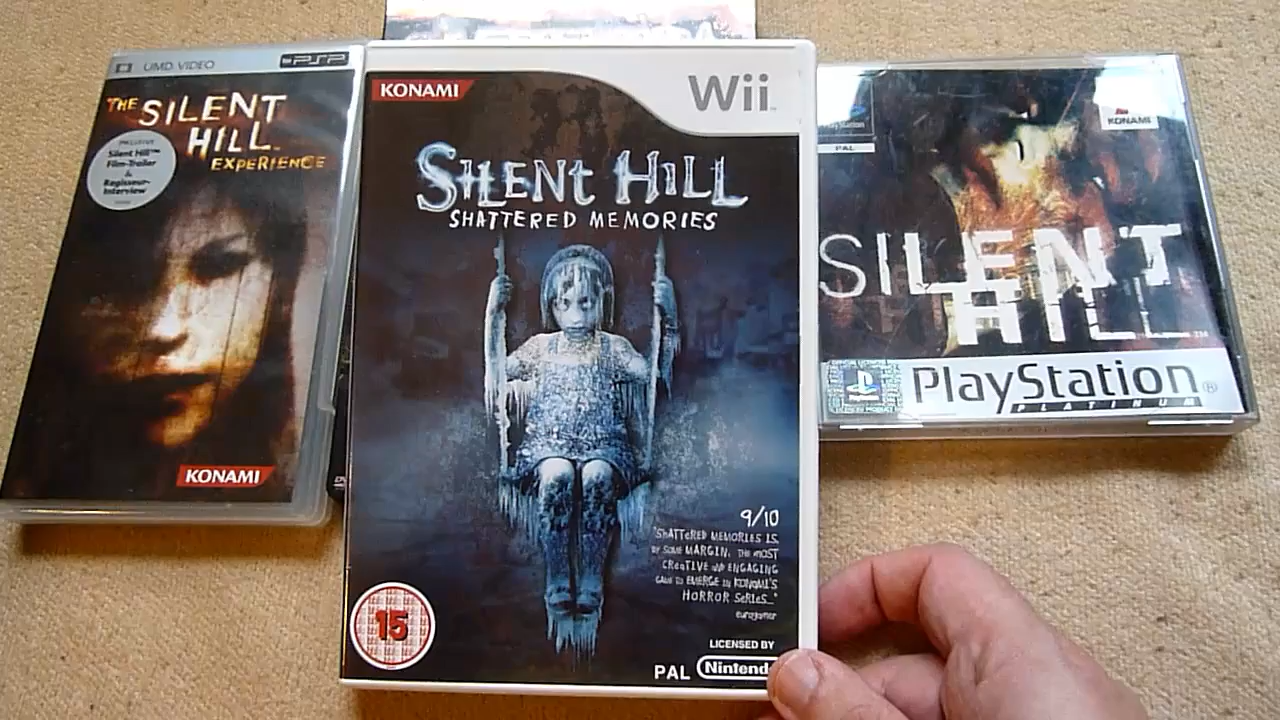 UMD VIDEO
PSP
THE SILENT
HILL
EXPERIENCE
INKLUSIVE
Silent Hill™
Film-Trailer
&
Regisseur-
Interview
KONAMI
KONAMI
Wii
SILENT HILL
SHATTERED MEMORIES
9/10
"SHATTERED MEMORIES IS,
BY SOME MARGIN, THE MOST
CREATIVE AND ENGAGING
GAME TO EMERGE IN KONAMI'S
HORROR SERIES..."
eurogamer
15
LICENSED BY
PAL Nintendo
PlayStation
PAL
KONAMI
SILENT
HILL
PlayStation®
PLATINUM